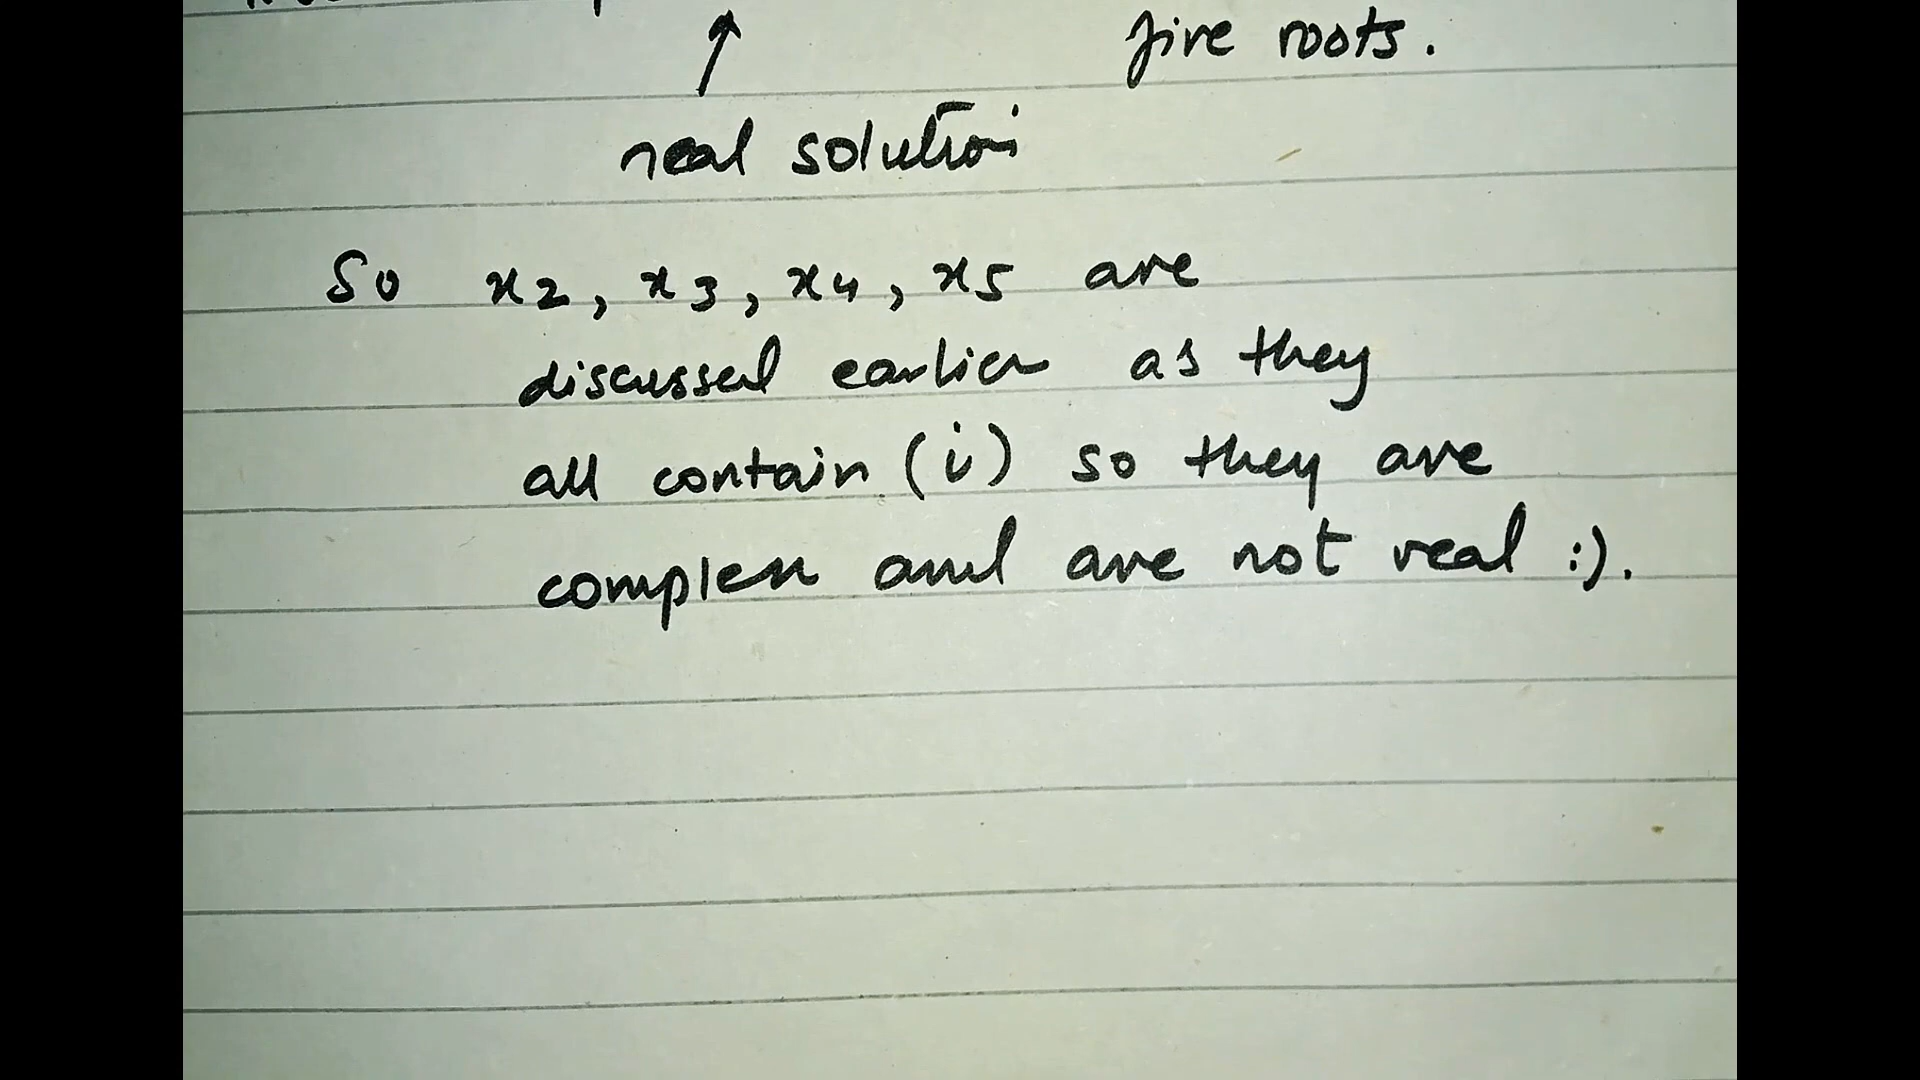 five roots.
real solution
So x2, x3, x4, x5 are
discussed earlier as they
all contain (i) so they are
complex and are not real :).